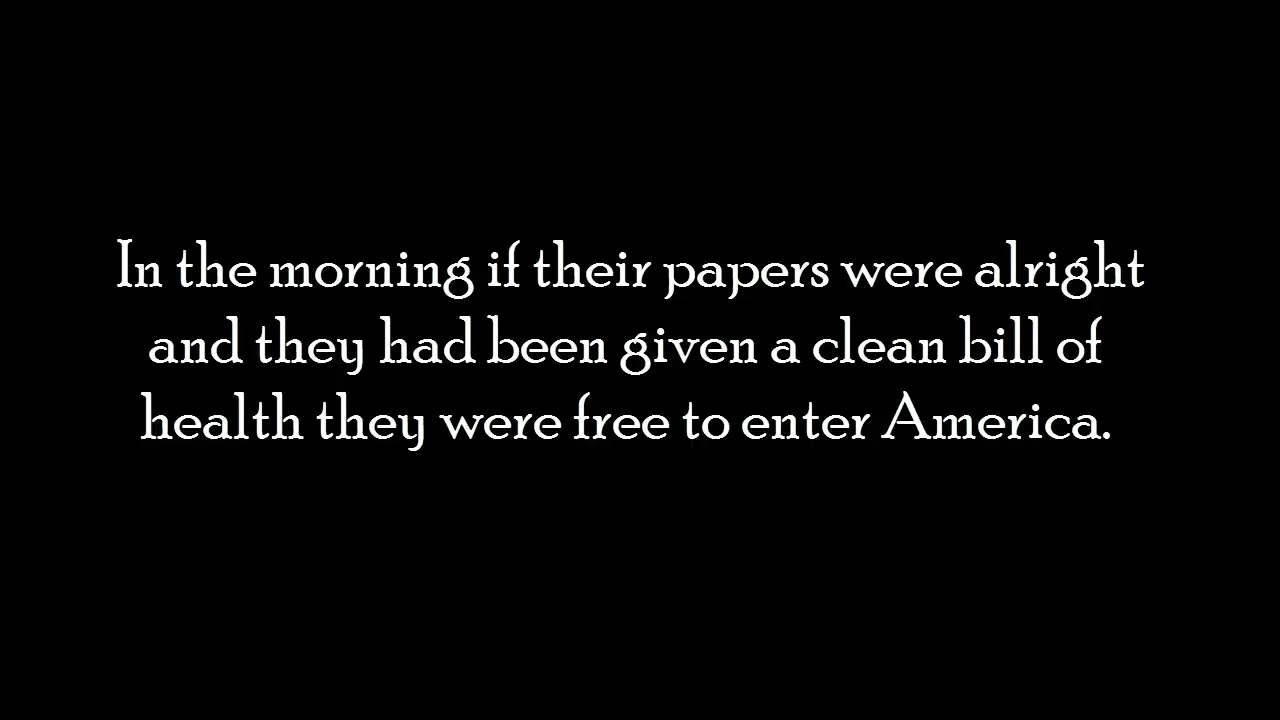 In the morning if their papers were alright
and they had been given a clean bill of
health they were free to enter America.